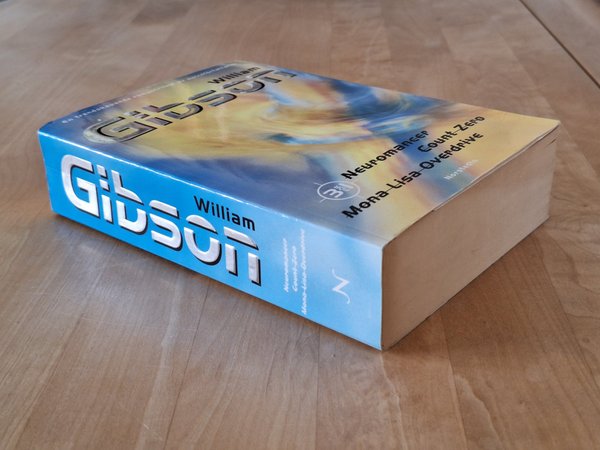 William
Gibson
Neuromancer
Count-Zero
Mona-Lisa-Overdrive
William
Gibson
Neuromancer
Count-Zero
Mona-Lisa-Overdrive
N